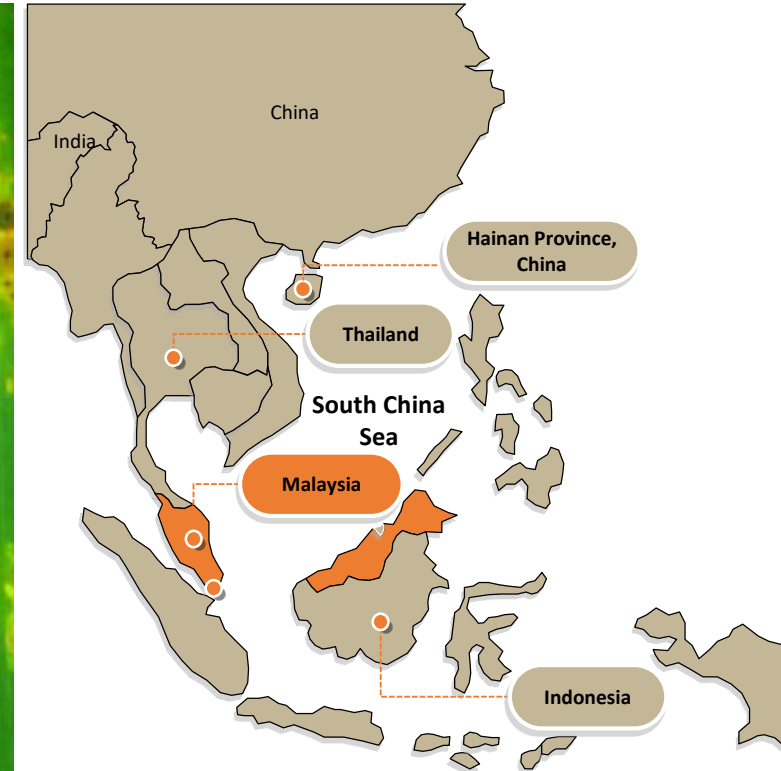 China
India
Hainan Province,
China
Thailand
South China
Sea
Malaysia
Indonesia